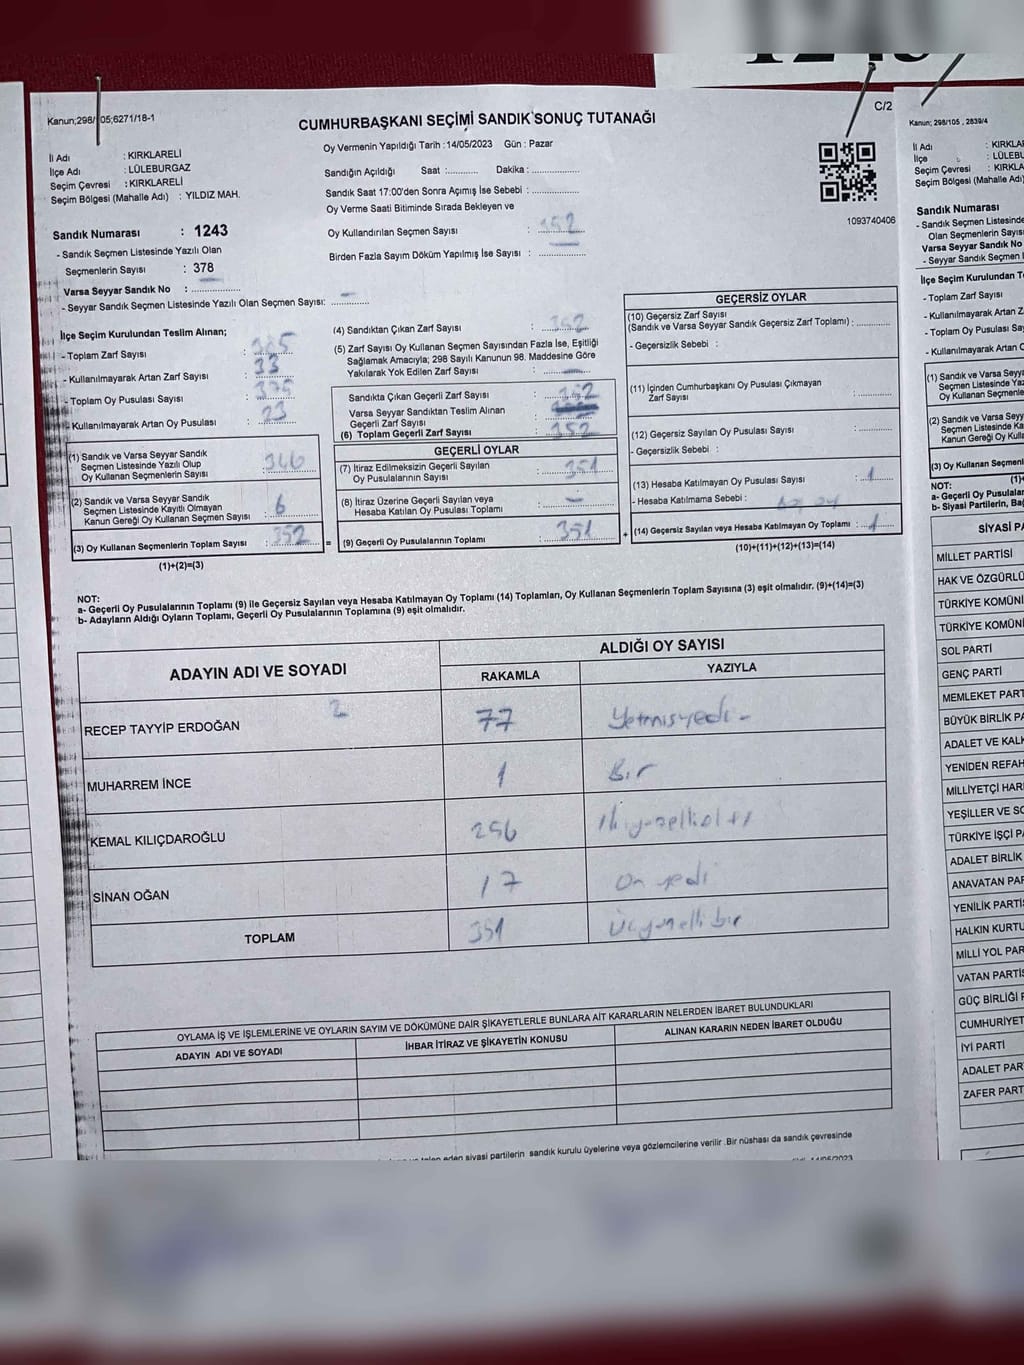 Kanun;298/105;6271/18-1
CUMHURBAŞKANI SEÇİMİ SANDIK SONUÇ TUTANAĞI
C/2
İl Adı : KIRKLARELİ
İlçe Adı : LÜLEBURGAZ
Seçim Çevresi : KIRKLARELİ
Seçim Bölgesi (Mahalle Adı) : YILDIZ MAH.
Oy Vermenin Yapıldığı Tarih : 14/05/2023 Gün : Pazar
Sandığın Açıldığı Saat :........... Dakika :................
Sandık Saat 17:00'den Sonra Açımış İse Sebebi :................
Oy Verme Saati Bitiminde Sırada Bekleyen ve
Oy Kullandırılan Seçmen Sayısı : 352
Birden Fazla Sayım Döküm Yapılmış İse Sayısı :................
1093740406
Sandık Numarası : 1243
- Sandık Seçmen Listesinde Yazılı Olan
Seçmenlerin Sayısı : 378
Varsa Seyyar Sandık No :................
- Seyyar Sandık Seçmen Listesinde Yazılı Olan Seçmen Sayısı: -
İlçe Seçim Kurulundan Teslim Alınan;
- Toplam Zarf Sayısı : 385
- Kullanılmayarak Artan Zarf Sayısı : 33
- Toplam Oy Pusulası Sayısı : 375
- Kullanılmayarak Artan Oy Pusulası : 23
(1) Sandık ve Varsa Seyyar Sandık
Seçmen Listesinde Yazılı Olup
Oy Kullanan Seçmenlerin Sayısı : 346
(2) Sandık ve Varsa Seyyar Sandık
Seçmen Listesinde Kayıtlı Olmayan
Kanun Gereği Oy Kullanan Seçmen Sayısı : 6
(3) Oy Kullanan Seçmenlerin Toplam Sayısı : 352 =
(1)+(2)=(3)
(4) Sandıktan Çıkan Zarf Sayısı : 352
(5) Zarf Sayısı Oy Kullanan Seçmen Sayısından Fazla İse, Eşitliği
Sağlamak Amacıyla; 298 Sayılı Kanunun 98. Maddesine Göre
Yakılarak Yok Edilen Zarf Sayısı : -
Sandıkta Çıkan Geçerli Zarf Sayısı : 352
Varsa Seyyar Sandıktan Teslim Alınan
Geçerli Zarf Sayısı
(6) Toplam Geçerli Zarf Sayısı : 352
GEÇERLİ OYLAR
(7) İtiraz Edilmeksizin Geçerli Sayılan
Oy Pusulalarının Sayısı : 351
(8) İtiraz Üzerine Geçerli Sayılan veya
Hesaba Katılan Oy Pusulası Toplamı : -
(9) Geçerli Oy Pusulalarının Toplamı : 351 +
GEÇERSİZ OYLAR
(10) Geçersiz Zarf Sayısı
(Sandık ve Varsa Seyyar Sandık Geçersiz Zarf Toplamı) :............
- Geçersizlik Sebebi :
(11) İçinden Cumhurbaşkanı Oy Pusulası Çıkmayan
Zarf Sayısı :............
(12) Geçersiz Sayılan Oy Pusulası Sayısı :............
- Geçersizlik Sebebi :
(13) Hesaba Katılmayan Oy Pusulası Sayısı : 1
- Hesaba Katılmama Sebebi :
(14) Geçersiz Sayılan veya Hesaba Katılmayan Oy Toplamı : 1
(10)+(11)+(12)+(13)=(14)
NOT:
a- Geçerli Oy Pusulalarının Toplamı (9) ile Geçersiz Sayılan veya Hesaba Katılmayan Oy Toplamı (14) Toplamları, Oy Kullanan Seçmenlerin Toplam Sayısına (3) eşit olmalıdır. (9)+(14)=(3)
b- Adayların Aldığı Oyların Toplamı, Geçerli Oy Pusulalarının Toplamına (9) eşit olmalıdır.
ADAYIN ADI VE SOYADI
ALDIĞI OY SAYISI
RAKAMLA YAZIYLA
RECEP TAYYİP ERDOĞAN 2 77 Yetmişyedi -
MUHARREM İNCE 1 Bir
KEMAL KILIÇDAROĞLU 256 ikiyüzellialtı
SİNAN OĞAN 17 On yedi
TOPLAM 351 Üçyüzellibir
OYLAMA İŞ VE İŞLEMLERİNE VE OYLARIN SAYIM VE DÖKÜMÜNE DAİR ŞİKAYETLERLE BUNLARA AİT KARARLARIN NELERDEN İBARET BULUNDUKLARI
ADAYIN ADI VE SOYADI İHBAR İTİRAZ VE ŞİKAYETİN KONUSU ALINAN KARARIN NEDEN İBARET OLDUĞU
eden siyasi partilerin sandık kurulu üyelerine veya gözlemcilerine verilir .Bir nüshası da sandık çevresinde
14/05/2023
Kanun; 298/105 , 2839/4
İl Adı : KIRKLAR
İlçe : LÜLEBU
Seçim Çevresi : KIRKLA
Seçim Bölgesi (Mahalle Adı)
Sandık Numarası
- Sandık Seçmen Listesinde
Olan Seçmenlerin Sayıs
Varsa Seyyar Sandık No
- Seyyar Sandık Seçmen L
İlçe Seçim Kurulundan T
- Toplam Zarf Sayısı
- Kullanılmayarak Artan
- Toplam Oy Pusulası Sa
- Kullanılmayarak Artan O
(1) Sandık ve Varsa Seyya
Seçmen Listesinde Yaz
Oy Kullanan Seçmenler
(2) Sandık ve Varsa Seyya
Seçmen Listesinde Ka
Kanun Gereği Oy Kulla
(3) Oy Kullanan Seçmenl
NOT: (1)+
a- Geçerli Oy Pusulalar
b- Siyasi Partilerin, Ba
SİYASİ PA
MİLLET PARTİSİ
HAK VE ÖZGÜRLÜ
TÜRKİYE KOMÜNİ
TÜRKİYE KOMÜNİ
SOL PARTİ
GENÇ PARTİ
MEMLEKET PART
BÜYÜK BİRLİK PA
ADALET VE KALK
YENİDEN REFAH
MİLLİYETÇİ HAR
YEŞİLLER VE SO
TÜRKİYE İŞÇİ PA
ADALET BİRLİK
ANAVATAN PAR
YENİLİK PARTİS
HALKIN KURTU
MİLLİ YOL PAR
VATAN PARTİS
GÜÇ BİRLİĞİ P
CUMHURİYET
İYİ PARTİ
ADALET PAR
ZAFER PART